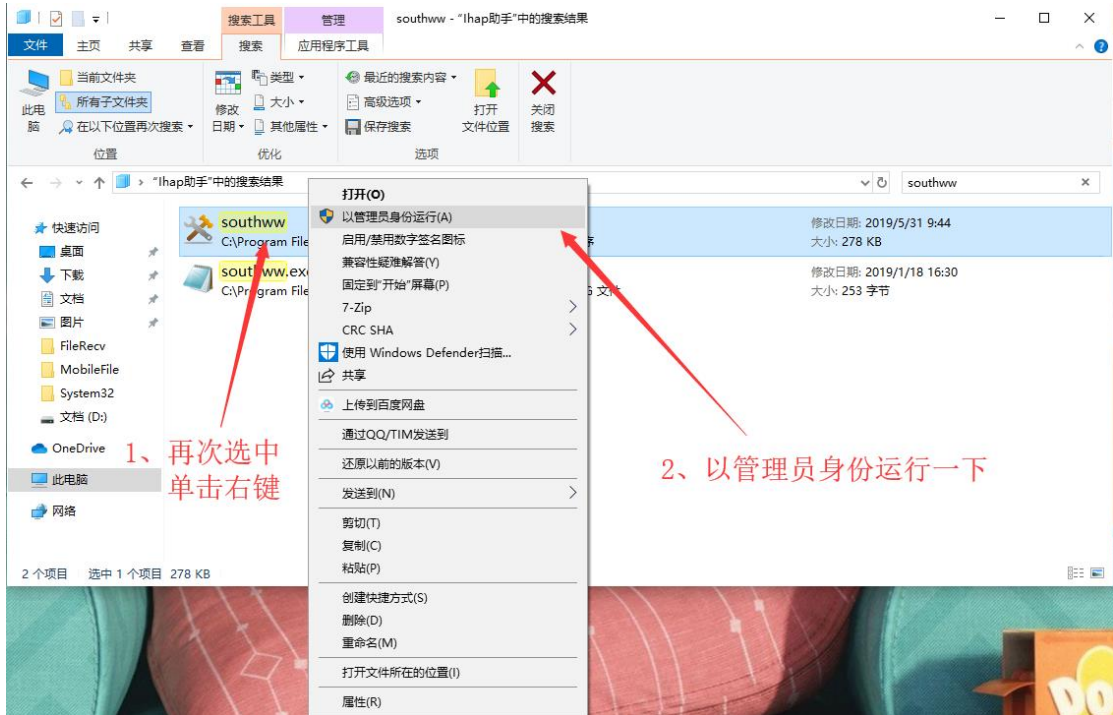 搜索工具 管理 southww - "Ihap助手"中的搜索结果
文件 主页 共享 查看 搜索 应用程序工具
此电脑
当前文件夹
所有子文件夹
在以下位置再次搜索
位置
修改日期
类型
大小
其他属性
优化
最近的搜索内容
高级选项
保存搜索
打开文件位置
选项
关闭搜索
"Ihap助手"中的搜索结果
southww
快速访问
桌面
下载
文档
图片
FileRecv
MobileFile
System32
文档 (D:)
OneDrive
此电脑
网络
southww
C:\Program File
修改日期: 2019/5/31 9:44
大小: 278 KB
southww.exe
C:\Program File
文件
修改日期: 2019/1/18 16:30
大小: 253 字节
打开(O)
以管理员身份运行(A)
启用/禁用数字签名图标
兼容性疑难解答(Y)
固定到"开始"屏幕(P)
7-Zip
CRC SHA
使用 Windows Defender扫描...
共享
上传到百度网盘
通过QQ/TIM发送到
还原以前的版本(V)
发送到(N)
剪切(T)
复制(C)
粘贴(P)
创建快捷方式(S)
删除(D)
重命名(M)
打开文件所在的位置(I)
属性(R)
1、再次选中
单击右键
2、以管理员身份运行一下
2 个项目 选中 1 个项目 278 KB